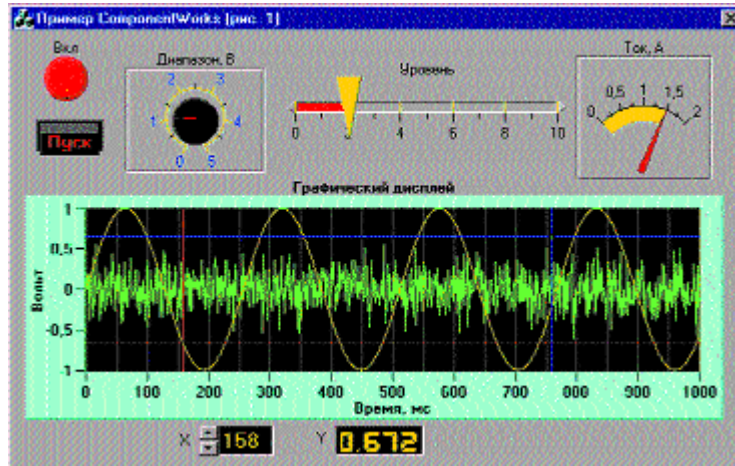 Пример ComponentWorks (рис. 1)
Вкл
Пуск
Диапазон, В
2 3
1 4
0 5
Уровень
0 2 4 6 8 10
Ток, А
0 0,5 1 1,5 2
Графический дисплей
Вольт
1
0,5
0
-0,5
-1
0 100 200 300 400 500 600 700 800 900 1000
Время, мс
X 158 Y 0.672